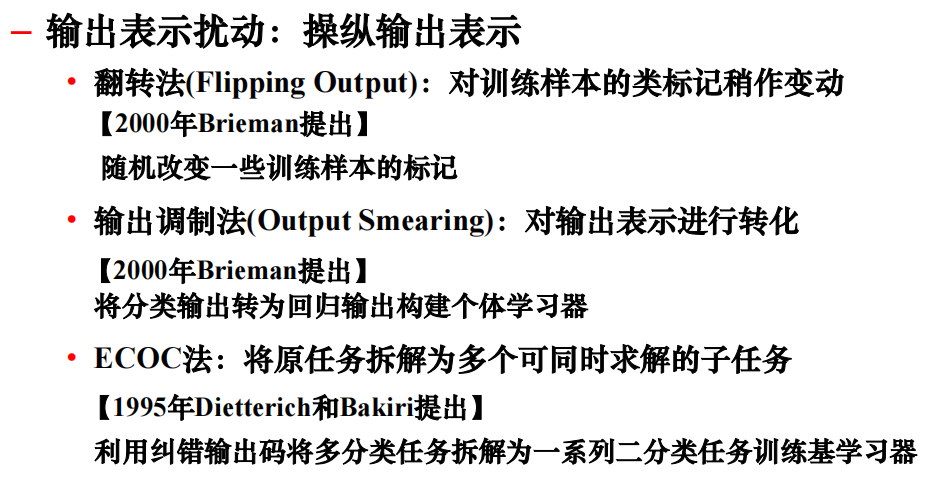 – 输出表示扰动：操纵输出表示
• 翻转法(Flipping Output)：对训练样本的类标记稍作变动
【2000年Brieman提出】
随机改变一些训练样本的标记
• 输出调制法(Output Smearing)：对输出表示进行转化
【2000年Brieman提出】
将分类输出转为回归输出构建个体学习器
• ECOC法：将原任务拆解为多个可同时求解的子任务
【1995年Dietterich和Bakiri提出】
利用纠错输出码将多分类任务拆解为一系列二分类任务训练基学习器